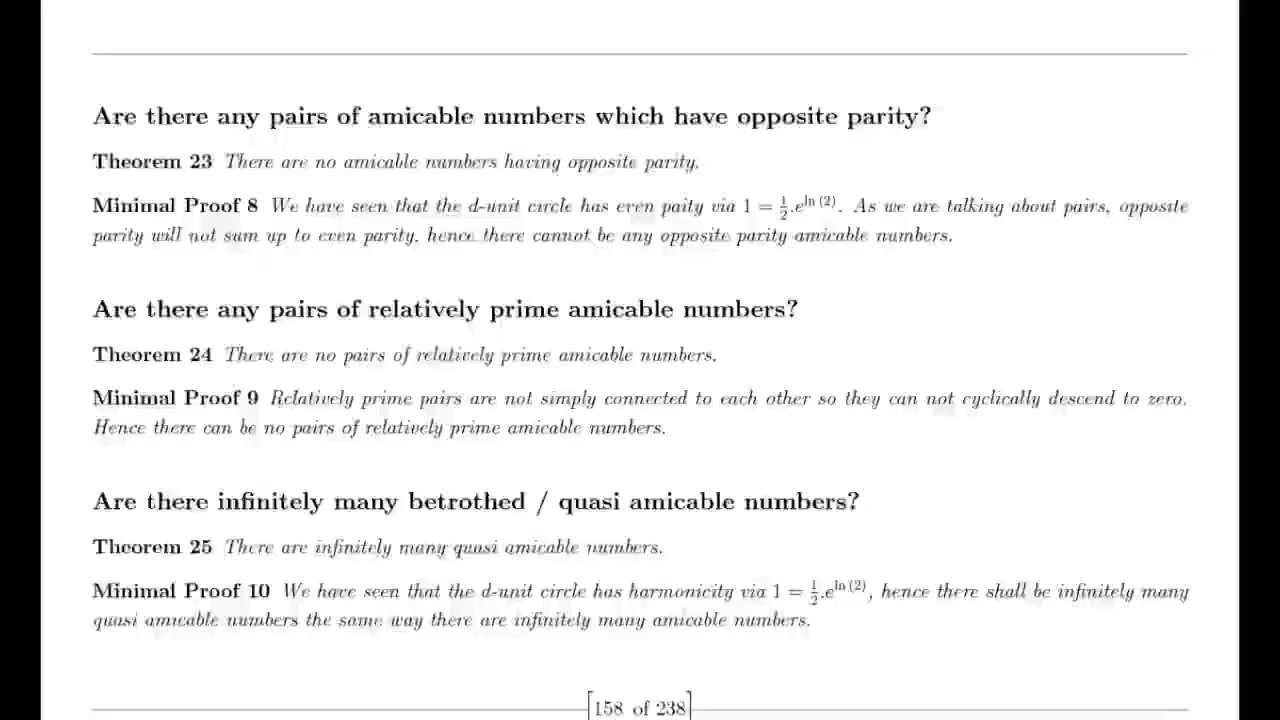 Are there any pairs of amicable numbers which have opposite parity?
Theorem 23 There are no amicable numbers having opposite parity.
Minimal Proof 8 We have seen that the d-unit circle has even paity via 1 = 1/2.e^ln (2). As we are talking about pairs, opposite
parity will not sum up to even parity. hence there cannot be any opposite parity amicable numbers.
Are there any pairs of relatively prime amicable numbers?
Theorem 24 There are no pairs of relatively prime amicable numbers.
Minimal Proof 9 Relatively prime pairs are not simply connected to each other so they can not cyclically descend to zero.
Hence there can be no pairs of relatively prime amicable numbers.
Are there infinitely many betrothed / quasi amicable numbers?
Theorem 25 There are infinitely many quasi amicable numbers.
Minimal Proof 10 We have seen that the d-unit circle has harmonicity via 1 = 1/2.e^ln (2), hence there shall be infinitely many
quasi amicable numbers the same way there are infinitely many amicable numbers.
[158 of 238]